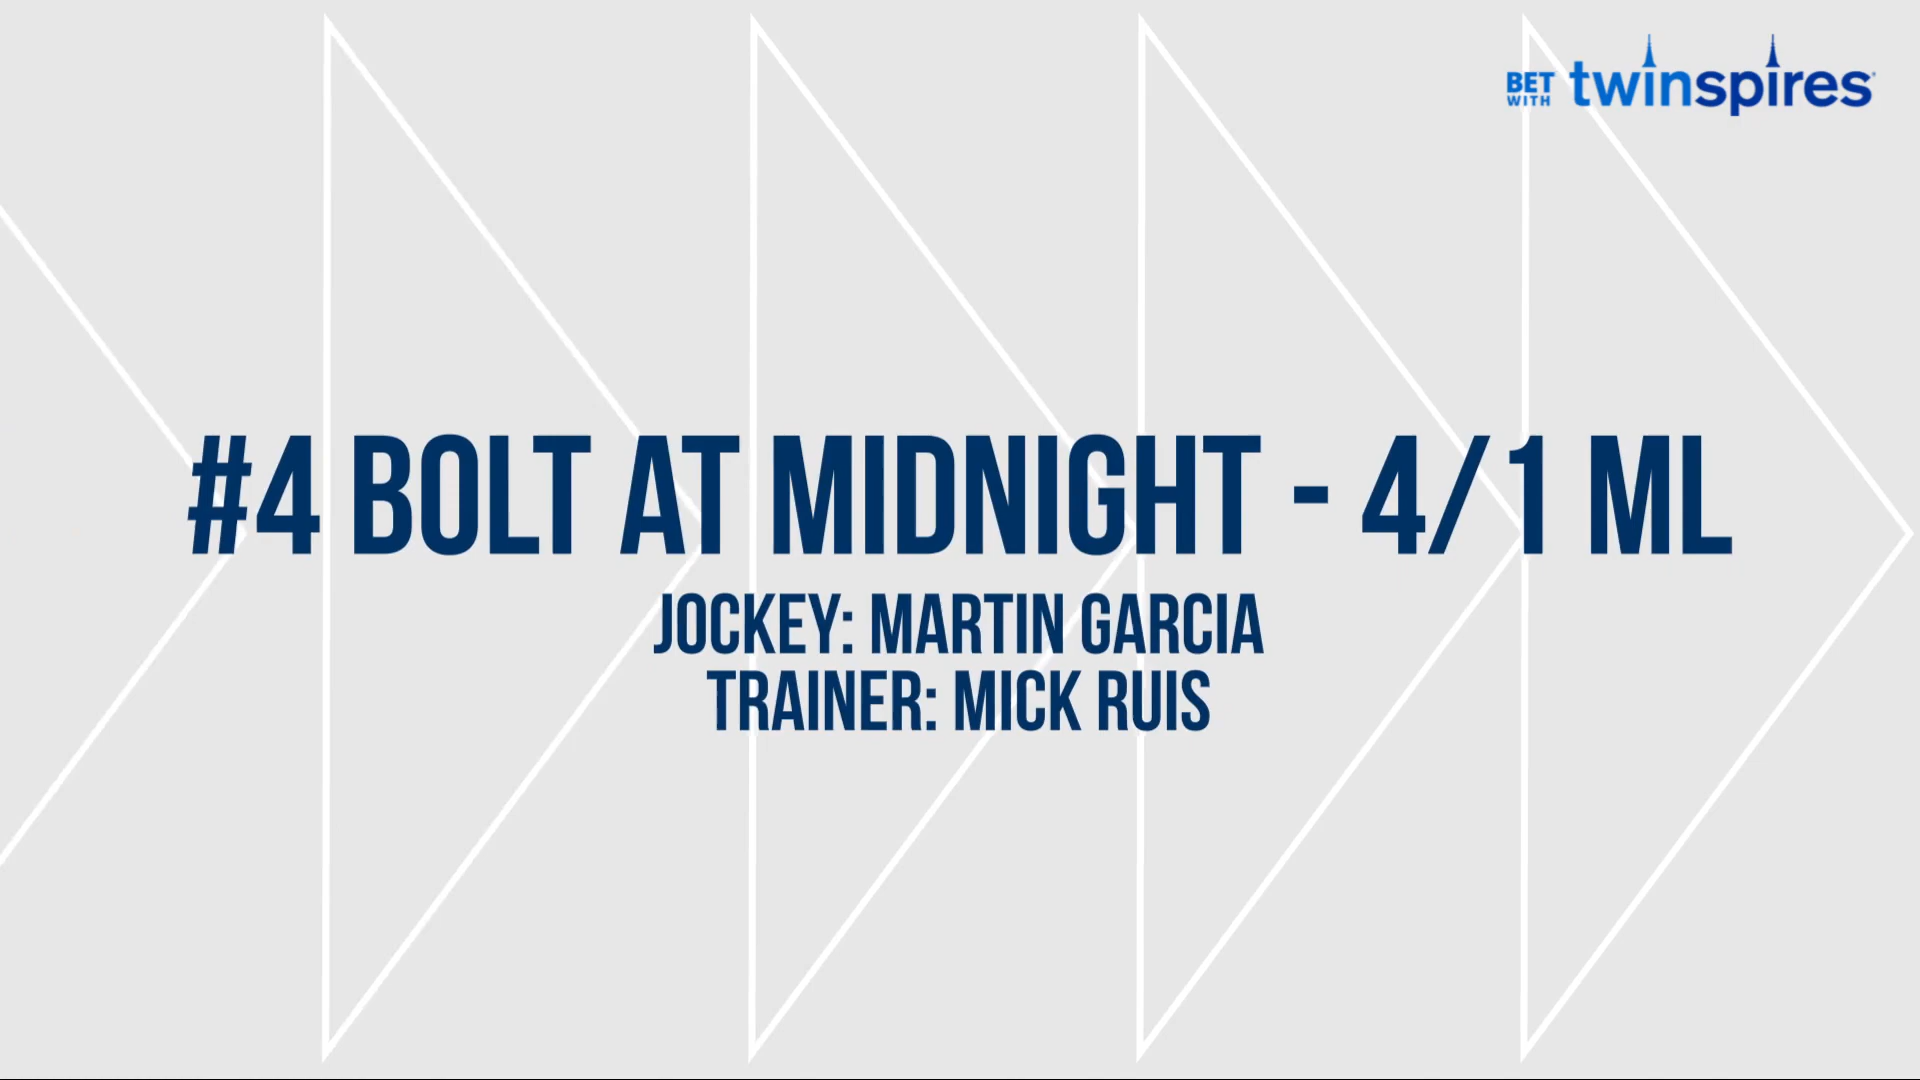 BET
WITH
twinspires
#4 BOLT AT MIDNIGHT - 4/1 ML
JOCKEY: MARTIN GARCIA
TRAINER: MICK RUIS